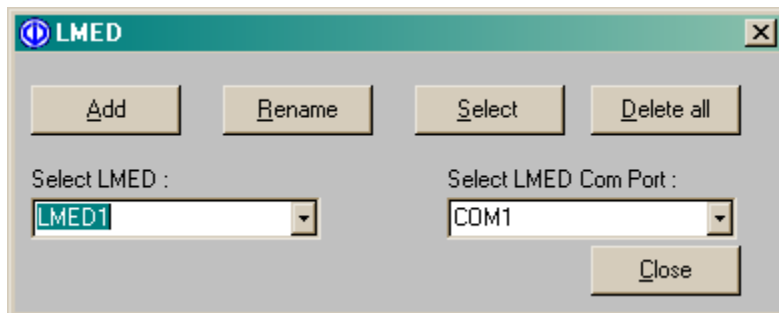 LMED
Add Rename Select Delete all
Select LMED : Select LMED Com Port :
LMED1 COM1
Close